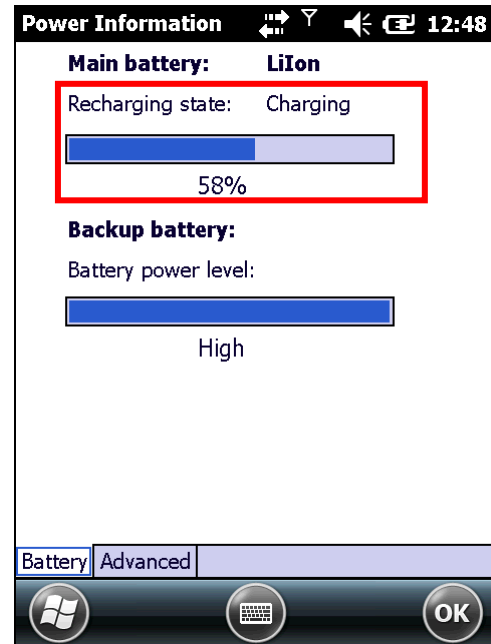 Power Information 12:48
Main battery: LiIon
Recharging state: Charging
58%
Backup battery:
Battery power level:
High
Battery Advanced
OK